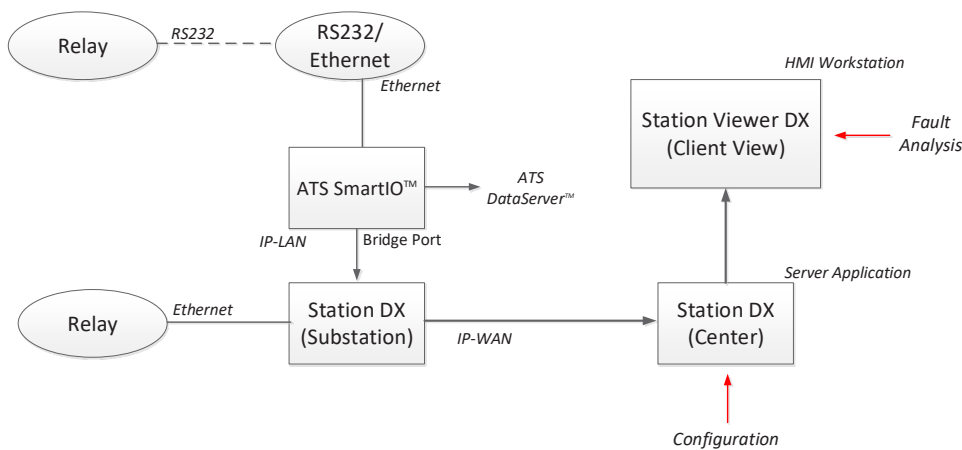 Relay
RS232
RS232/
Ethernet
Ethernet
HMI Workstation
Station Viewer DX
(Client View)
Fault
Analysis
ATS SmartIO™
ATS
DataServer™
IP-LAN
Bridge Port
Server Application
Relay
Ethernet
Station DX
(Substation)
IP-WAN
Station DX
(Center)
Configuration